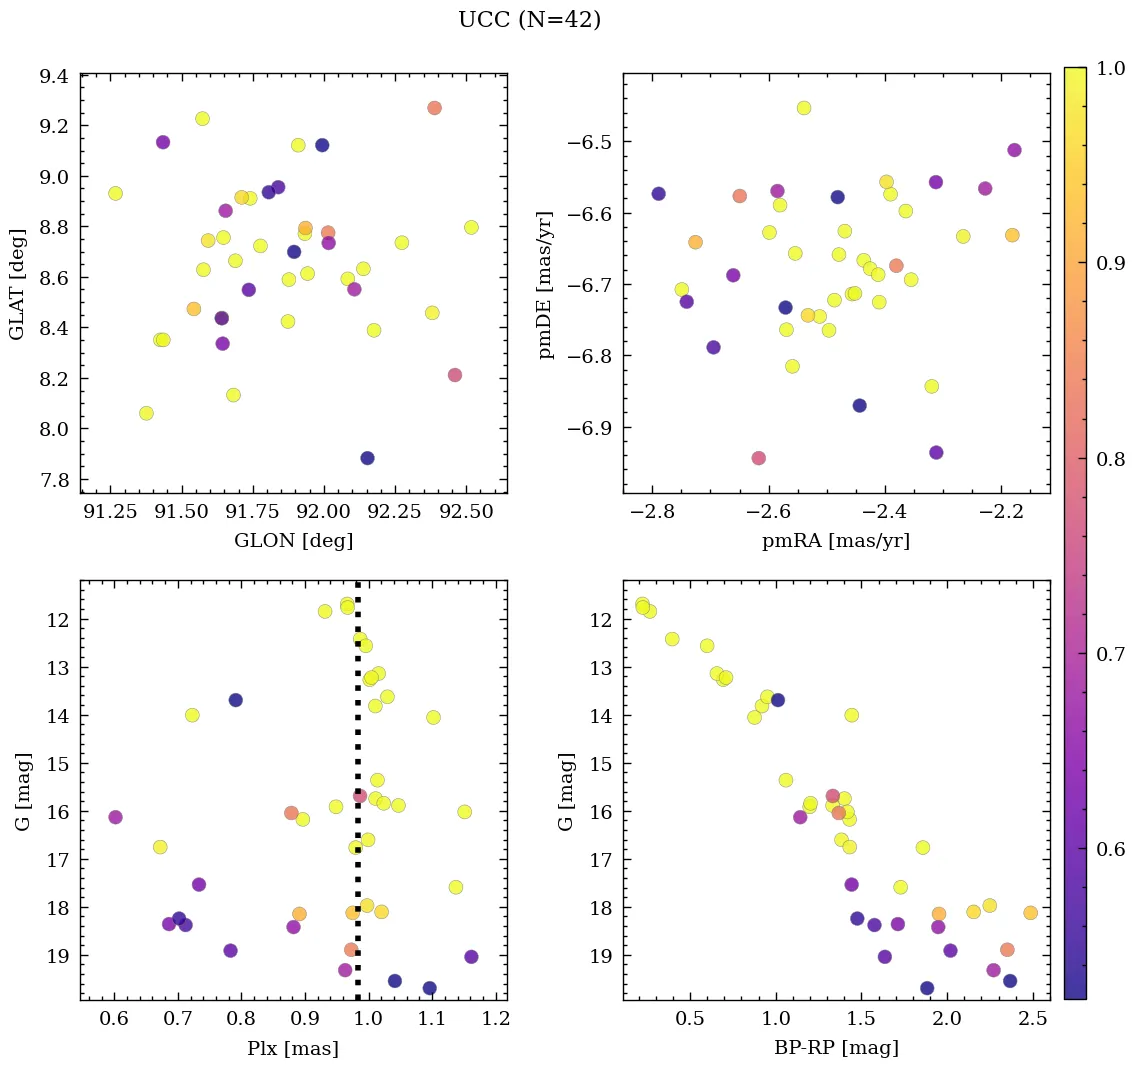 UCC (N=42)
9.4
9.2
9.0
8.8
8.6
8.4
8.2
8.0
7.8
GLAT [deg]
91.25 91.50 91.75 92.00 92.25 92.50
GLON [deg]
−6.5
−6.6
−6.7
−6.8
−6.9
pmDE [mas/yr]
−2.8 −2.6 −2.4 −2.2
pmRA [mas/yr]
1.0
0.9
0.8
0.7
0.6
12
13
14
15
16
17
18
19
G [mag]
0.6 0.7 0.8 0.9 1.0 1.1 1.2
Plx [mas]
12
13
14
15
16
17
18
19
G [mag]
0.5 1.0 1.5 2.0 2.5
BP-RP [mag]